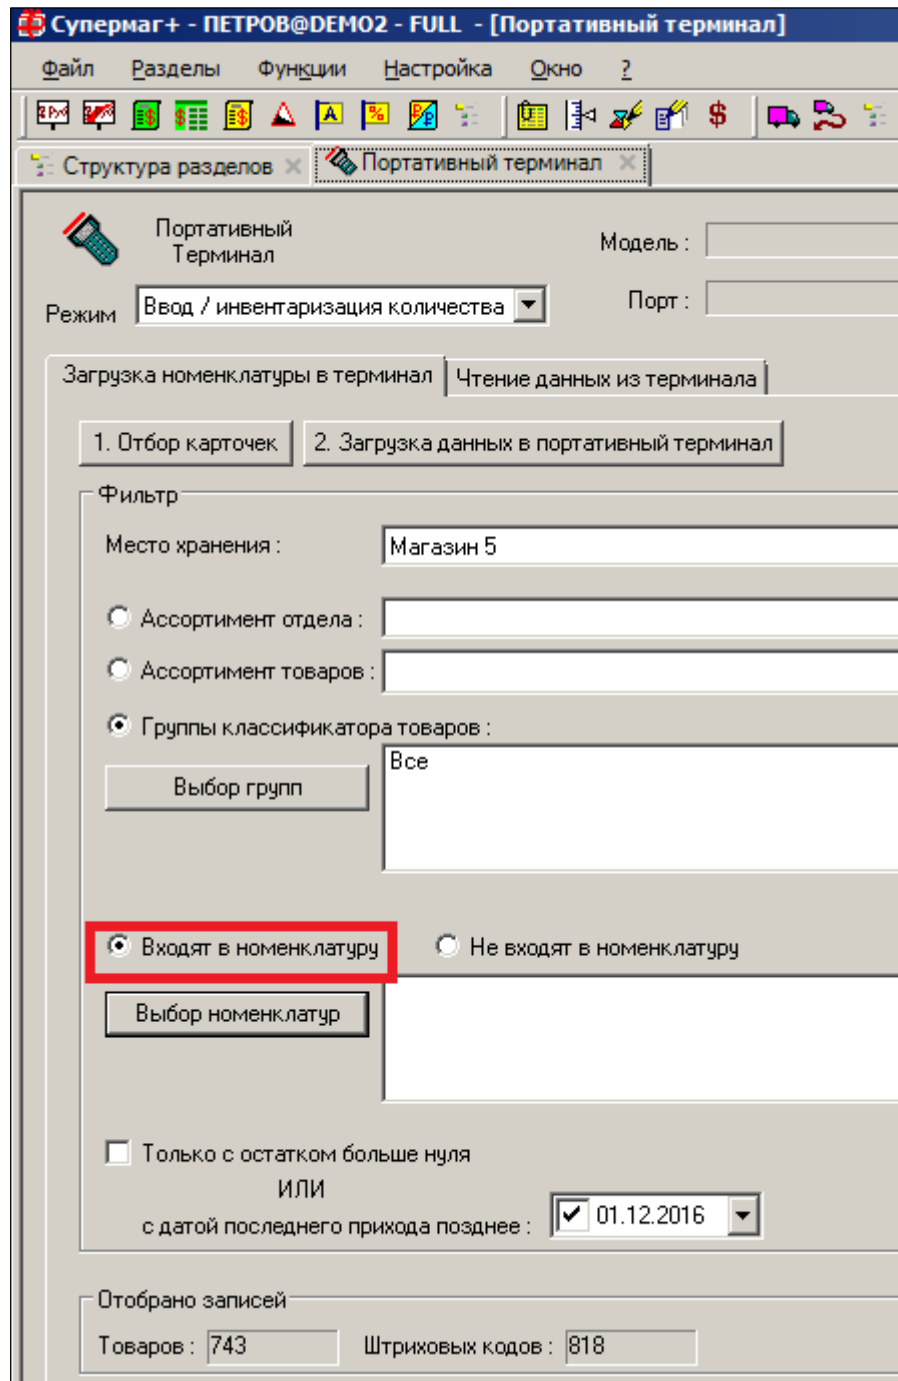 Супермаг+ - ПЕТРОВ@DEMO2 - FULL - [Портативный терминал]
Файл Разделы Функции Настройка Окно ?
Структура разделов Портативный терминал
Портативный
Терминал
Модель :
Режим Ввод / инвентаризация количества Порт :
Загрузка номенклатуры в терминал Чтение данных из терминала
1. Отбор карточек 2. Загрузка данных в портативный терминал
Фильтр
Место хранения : Магазин 5
Ассортимент отдела :
Ассортимент товаров :
Группы классификатора товаров :
Все
Выбор групп
Входят в номенклатуру Не входят в номенклатуру
Выбор номенклатур
Только с остатком больше нуля
ИЛИ
с датой последнего прихода позднее : 01.12.2016
Отобрано записей
Товаров : 743 Штриховых кодов : 818